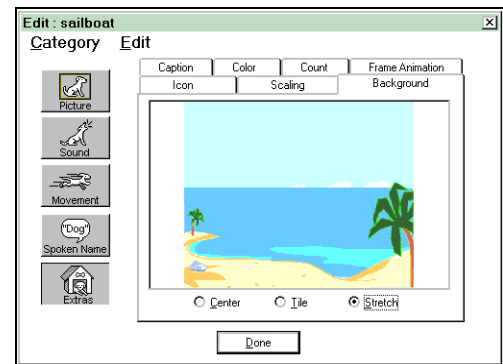 Edit : sailboat
Category Edit
Caption Color Count Frame Animation
Icon Scaling Background
Picture
Sound
Movement
"Dog"
Spoken Name
Extras
Center Tile Stretch
Done